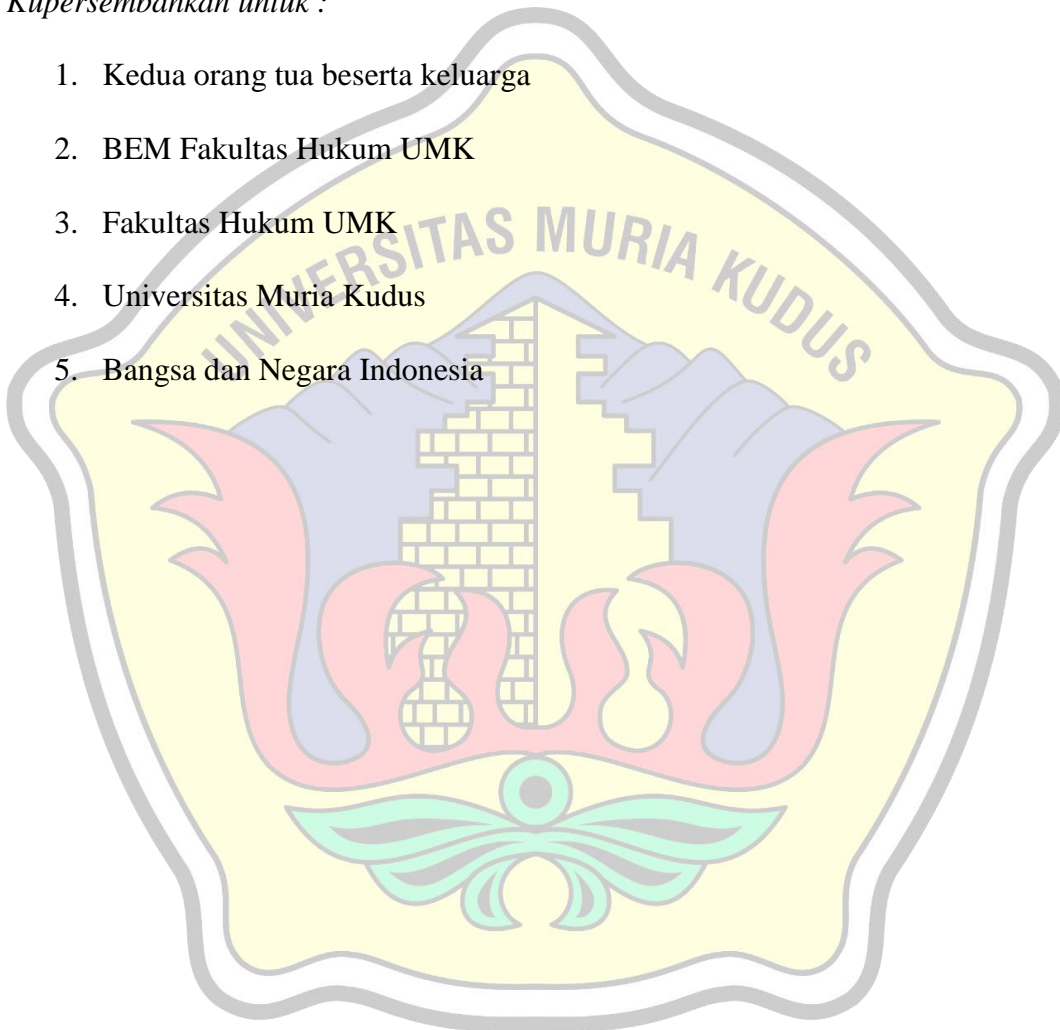 Kupersembahkan untuk :
1. Kedua orang tua beserta keluarga
2. BEM Fakultas Hukum UMK
3. Fakultas Hukum UMK
4. Universitas Muria Kudus
5. Bangsa dan Negara Indonesia
UNIVERSITAS MURIA KUDUS